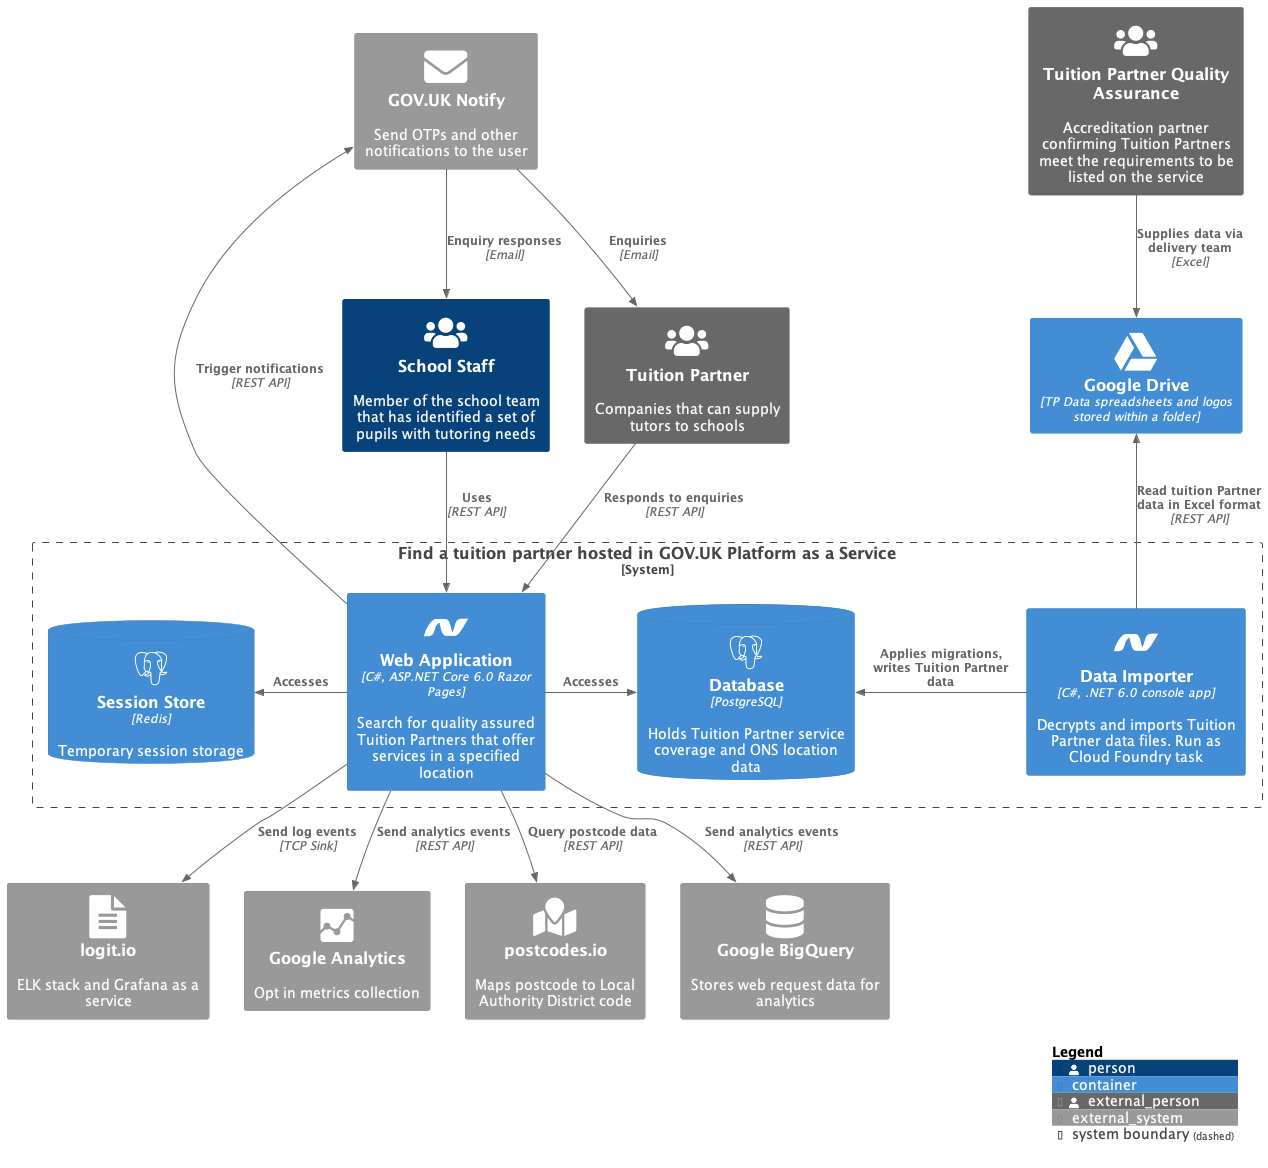 GOV.UK Notify
Send OTPs and other
notifications to the user
Tuition Partner Quality
Assurance
Accreditation partner
confirming Tuition Partners
meet the requirements to be
listed on the service
Enquiry responses
[Email]
Enquiries
[Email]
Supplies data via
delivery team
[Excel]
Trigger notifications
[REST API]
School Staff
Member of the school team
that has identified a set of
pupils with tutoring needs
Tuition Partner
Companies that can supply
tutors to schools
Google Drive
[TP Data spreadsheets and logos
stored within a folder]
Uses
[REST API]
Responds to enquiries
[REST API]
Read tuition Partner
data in Excel format
[REST API]
Find a tuition partner hosted in GOV.UK Platform as a Service
[System]
Session Store
[Redis]
Temporary session storage
Accesses
Web Application
[C#, ASP.NET Core 6.0 Razor
Pages]
Search for quality assured
Tuition Partners that offer
services in a specified
location
Accesses
Database
[PostgreSQL]
Holds Tuition Partner service
coverage and ONS location
data
Applies migrations,
writes Tuition Partner
data
Data Importer
[C#, .NET 6.0 console app]
Decrypts and imports Tuition
Partner data files. Run as
Cloud Foundry task
Send log events
[TCP Sink]
Send analytics events
[REST API]
Query postcode data
[REST API]
Send analytics events
[REST API]
logit.io
ELK stack and Grafana as a
service
Google Analytics
Opt in metrics collection
postcodes.io
Maps postcode to Local
Authority District code
Google BigQuery
Stores web request data for
analytics
Legend
person
container
external_person
external_system
system boundary (dashed)